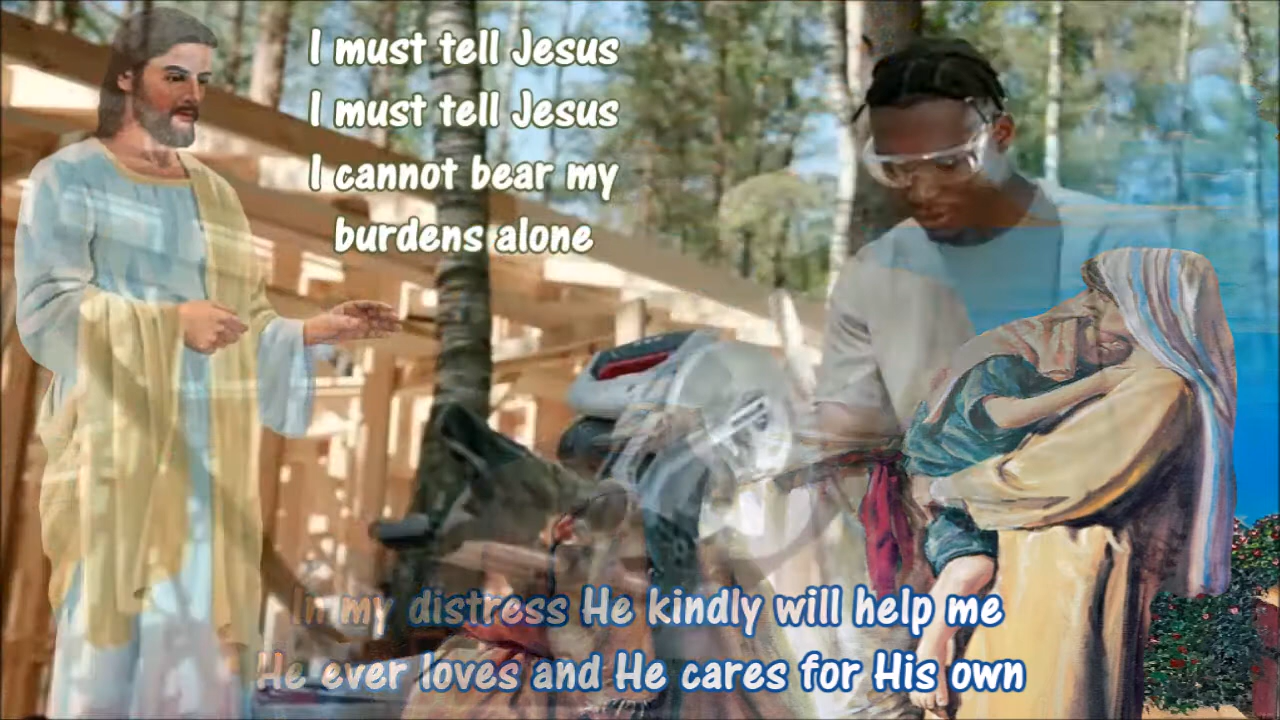 I must tell Jesus
I must tell Jesus
I cannot bear my
burdens alone
In my distress He kindly will help me
He ever loves and He cares for His own